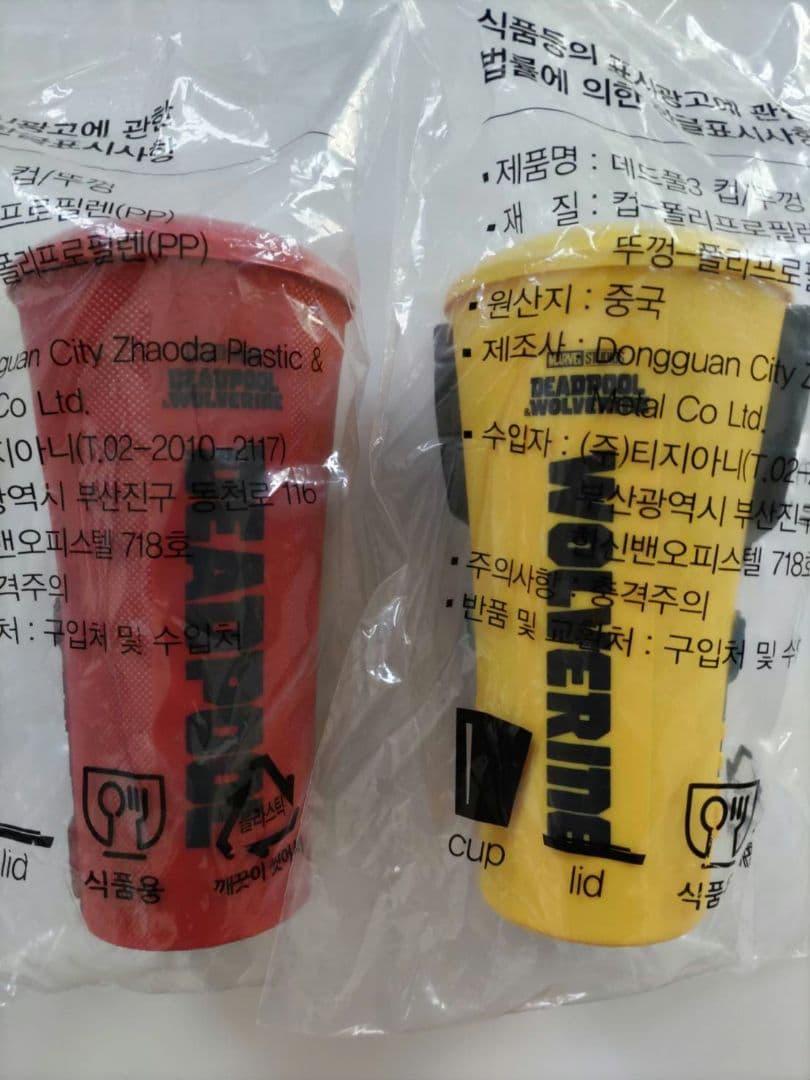 광고에 관한
한글표시사항
컵/뚜껑
프로필렌(PP)
폴리프로필렌(PP)
guan City Zhaoda Plastic &
Co Ltd.
지아니(T.02-2010-2117)
광역시 부산진구 동천로 116
밴오피스텔 718호
격주의
처 : 구입처 및 수입처
DEADPOOL
& WOLVERINE
DEADPOOL
lid
식품용
플라스틱
깨끗이
식품등의 표시광고에 관한
법률에 의한 한글표시사항
제품명 : 데드풀3 컵/뚜껑
재 질 : 컵-폴리프로필렌
뚜껑-폴리프로필
원산지 : 중국
제조사 : Dongguan City Z
Metal Co Ltd.
수입자 : (주)티지아니(T.02-
부산광역시 부산진구
밴오피스텔 718호
주의사항 : 충격주의
반품 및 교환처 : 구입처 및 수
MARVEL STUDIOS
DEADPOOL
& WOLVERINE
WOLVERINE
cup
lid
식품